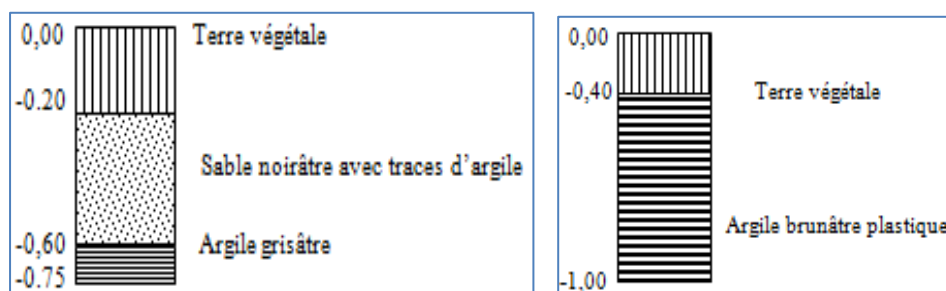 0,00 Terre végétale
-0.20
Sable noirâtre avec traces d'argile
-0,60 Argile grisâtre
-0.75
0,00
-0,40 Terre végétale
Argile brunâtre plastique
-1,00